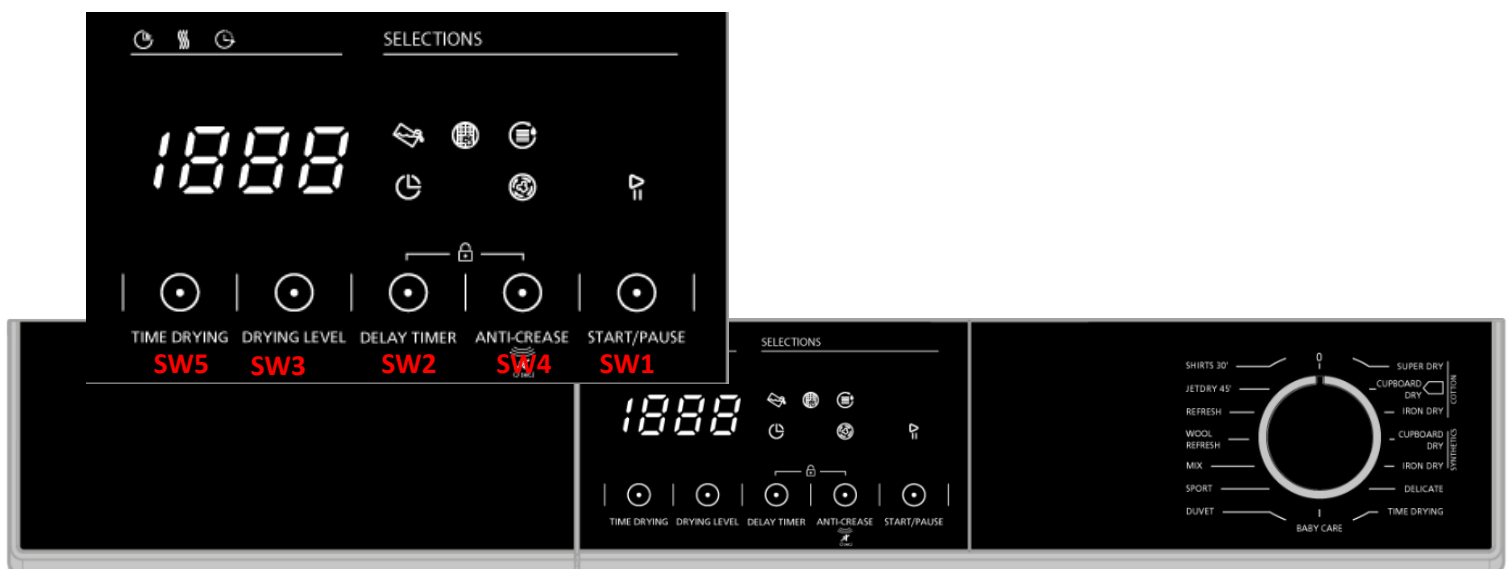 SELECTIONS
1888
TIME DRYING DRYING LEVEL DELAY TIMER ANTI-CREASE START/PAUSE
SW5 SW3 SW2 SW4 SW1
SELECTIONS
1888
TIME DRYING DRYING LEVEL DELAY TIMER ANTI-CREASE START/PAUSE
0
SHIRTS 30'
JETDRY 45'
REFRESH
WOOL
REFRESH
MIX
SPORT
DUVET
BABY CARE
SUPER DRY
CUPBOARD
DRY
IRON DRY
COTTON
CUPBOARD
DRY
IRON DRY
SYNTHETICS
DELICATE
TIME DRYING